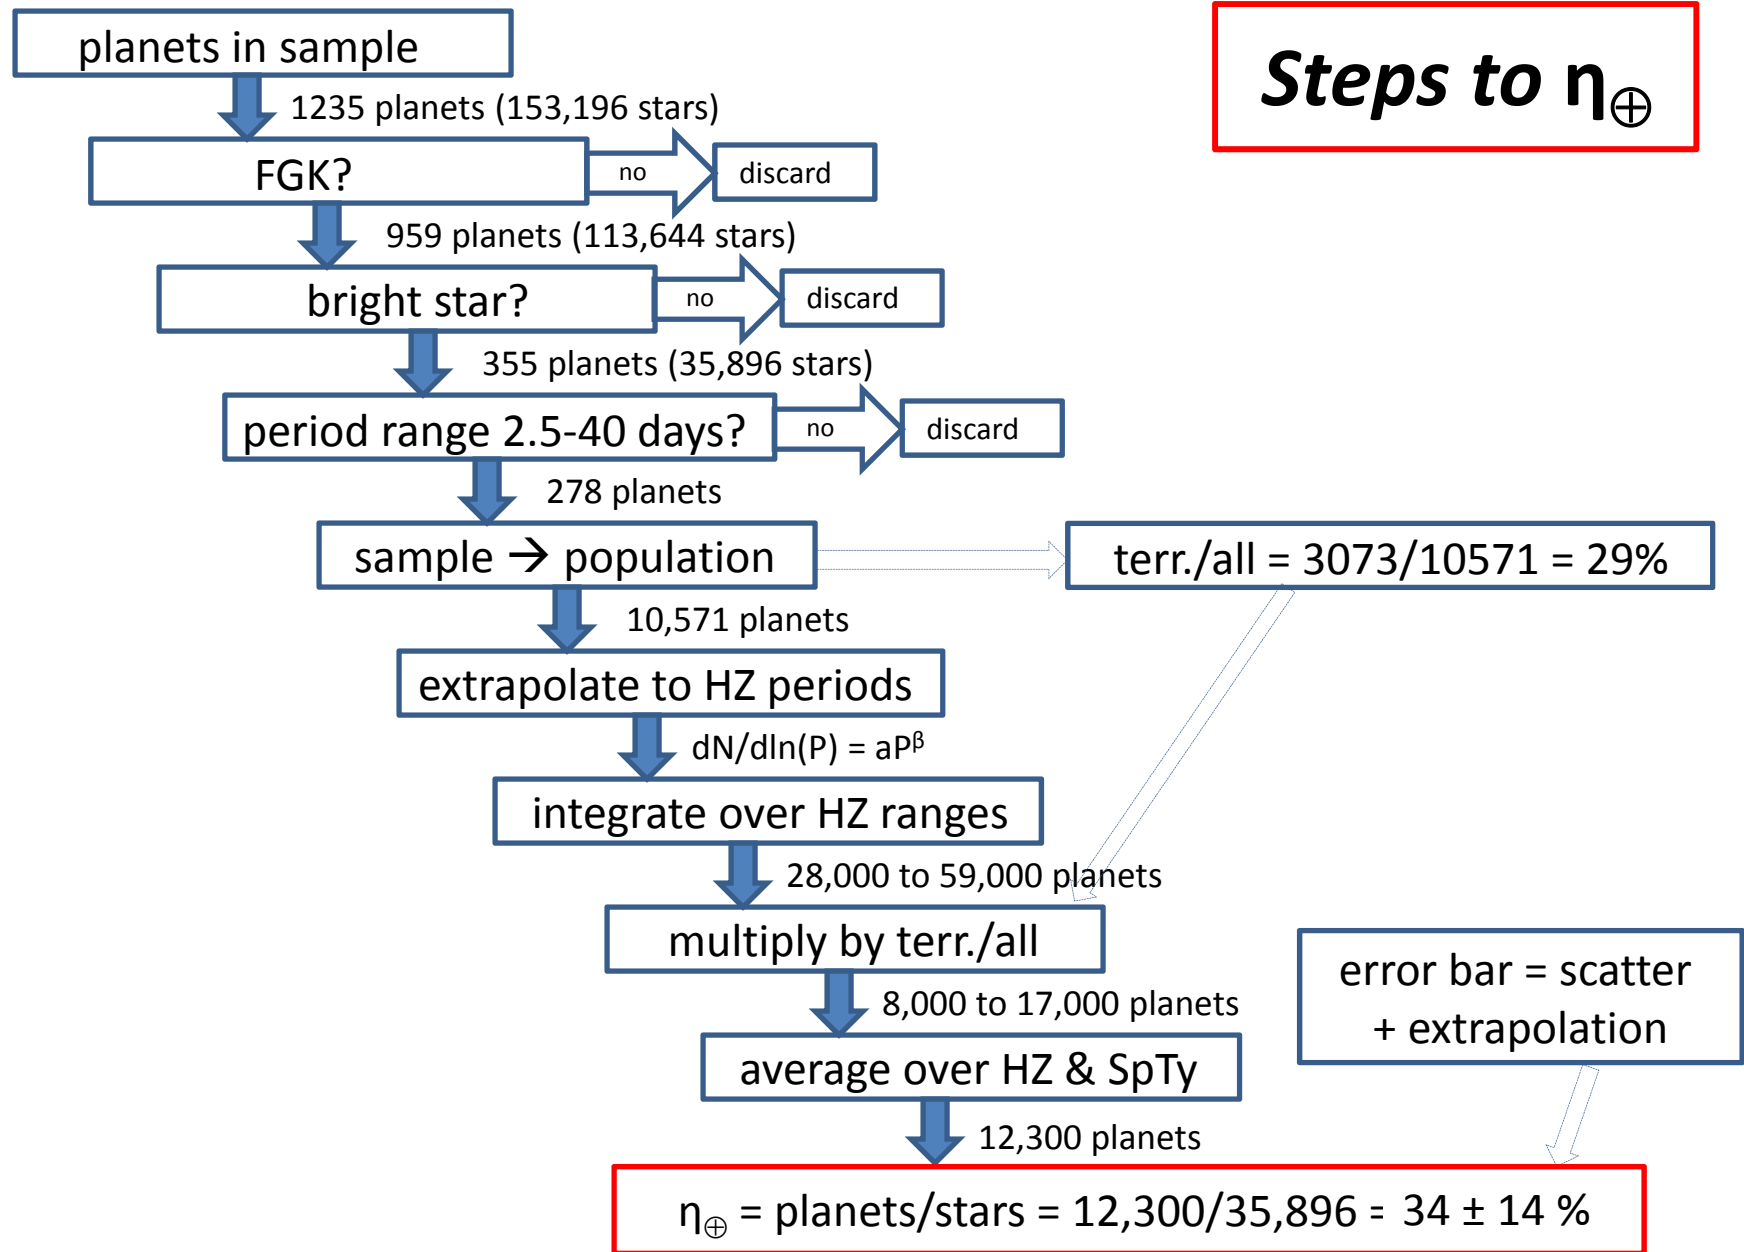 planets in sample
Steps to η⊕
1235 planets (153,196 stars)
FGK?
no
discard
959 planets (113,644 stars)
bright star?
no
discard
355 planets (35,896 stars)
period range 2.5-40 days?
no
discard
278 planets
sample → population
terr./all = 3073/10571 = 29%
10,571 planets
extrapolate to HZ periods
dN/dln(P) = aPᵝ
integrate over HZ ranges
28,000 to 59,000 planets
multiply by terr./all
8,000 to 17,000 planets
error bar = scatter
+ extrapolation
average over HZ & SpTy
12,300 planets
η⊕ = planets/stars = 12,300/35,896 = 34 ± 14 %